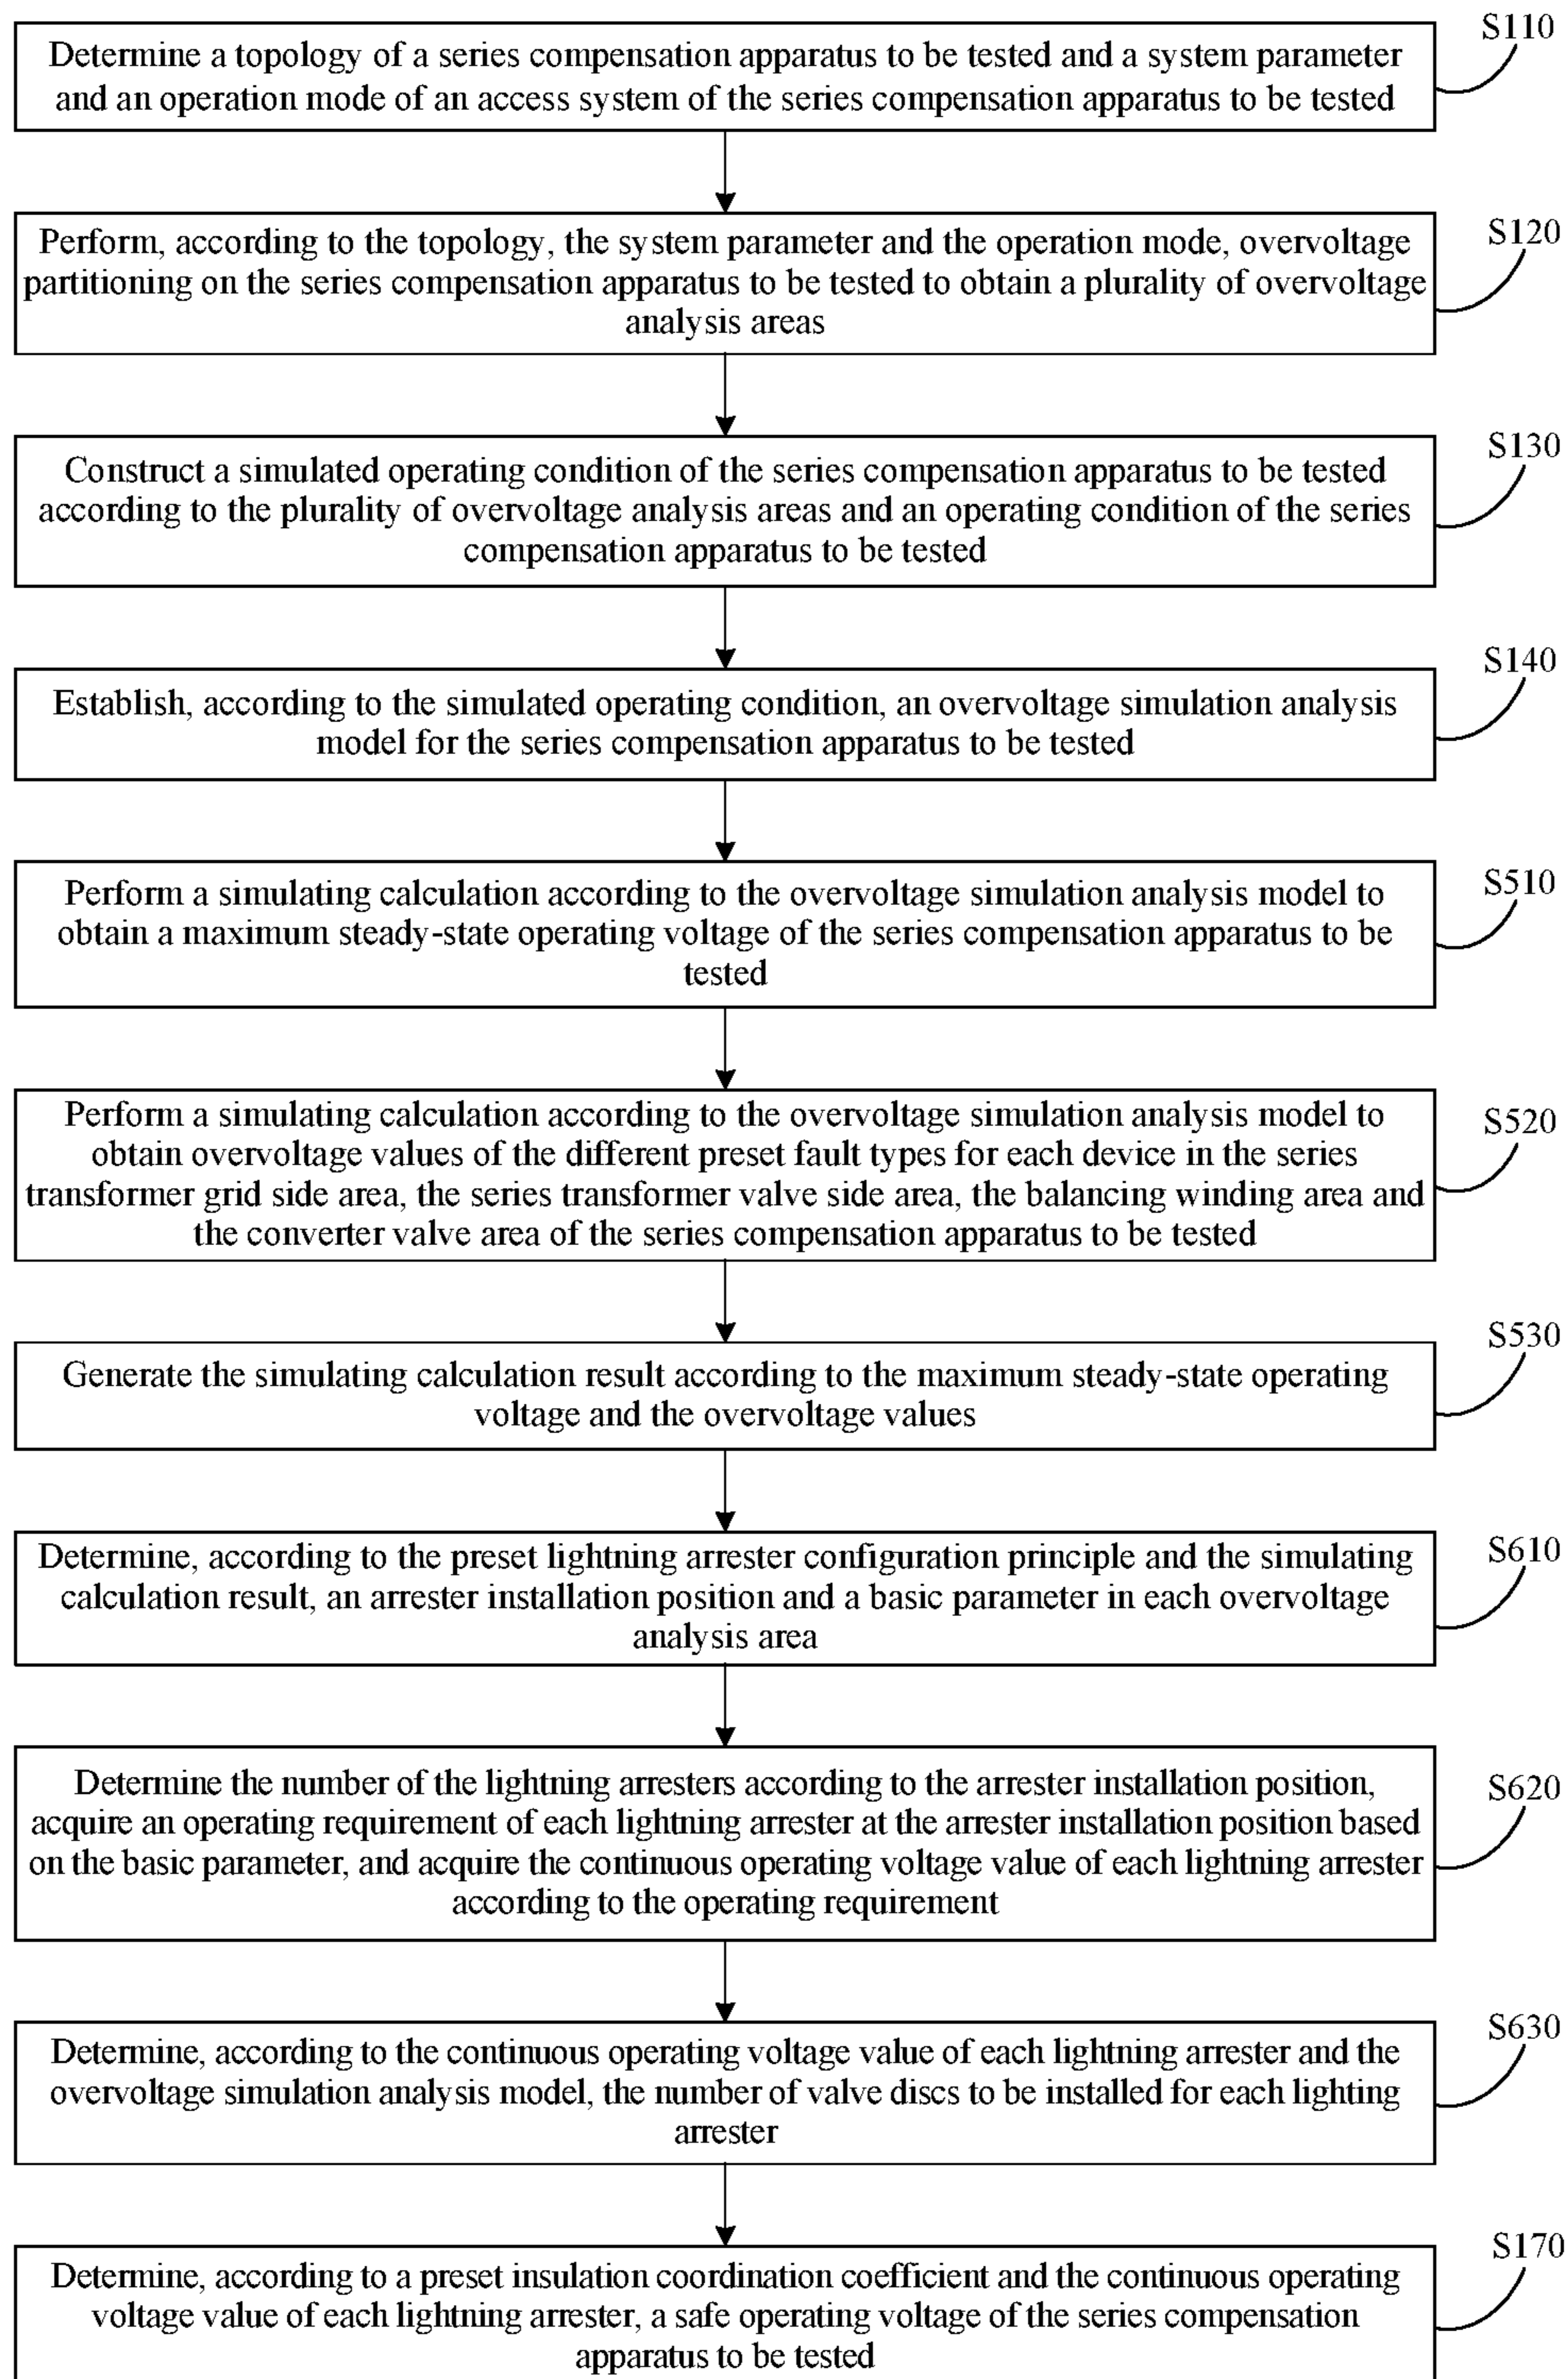 S110
Determine a topology of a series compensation apparatus to be tested and a system parameter
and an operation mode of an access system of the series compensation apparatus to be tested
S120
Perform, according to the topology, the system parameter and the operation mode, overvoltage
partitioning on the series compensation apparatus to be tested to obtain a plurality of overvoltage
analysis areas
S130
Construct a simulated operating condition of the series compensation apparatus to be tested
according to the plurality of overvoltage analysis areas and an operating condition of the series
compensation apparatus to be tested
S140
Establish, according to the simulated operating condition, an overvoltage simulation analysis
model for the series compensation apparatus to be tested
S510
Perform a simulating calculation according to the overvoltage simulation analysis model to
obtain a maximum steady-state operating voltage of the series compensation apparatus to be
tested
S520
Perform a simulating calculation according to the overvoltage simulation analysis model to
obtain overvoltage values of the different preset fault types for each device in the series
transformer grid side area, the series transformer valve side area, the balancing winding area and
the converter valve area of the series compensation apparatus to be tested
S530
Generate the simulating calculation result according to the maximum steady-state operating
voltage and the overvoltage values
S610
Determine, according to the preset lightning arrester configuration principle and the simulating
calculation result, an arrester installation position and a basic parameter in each overvoltage
analysis area
S620
Determine the number of the lightning arresters according to the arrester installation position,
acquire an operating requirement of each lightning arrester at the arrester installation position based
on the basic parameter, and acquire the continuous operating voltage value of each lightning arrester
according to the operating requirement
S630
Determine, according to the continuous operating voltage value of each lightning arrester and the
overvoltage simulation analysis model, the number of valve discs to be installed for each lighting
arrester
S170
Determine, according to a preset insulation coordination coefficient and the continuous operating
voltage value of each lightning arrester, a safe operating voltage of the series compensation
apparatus to be tested